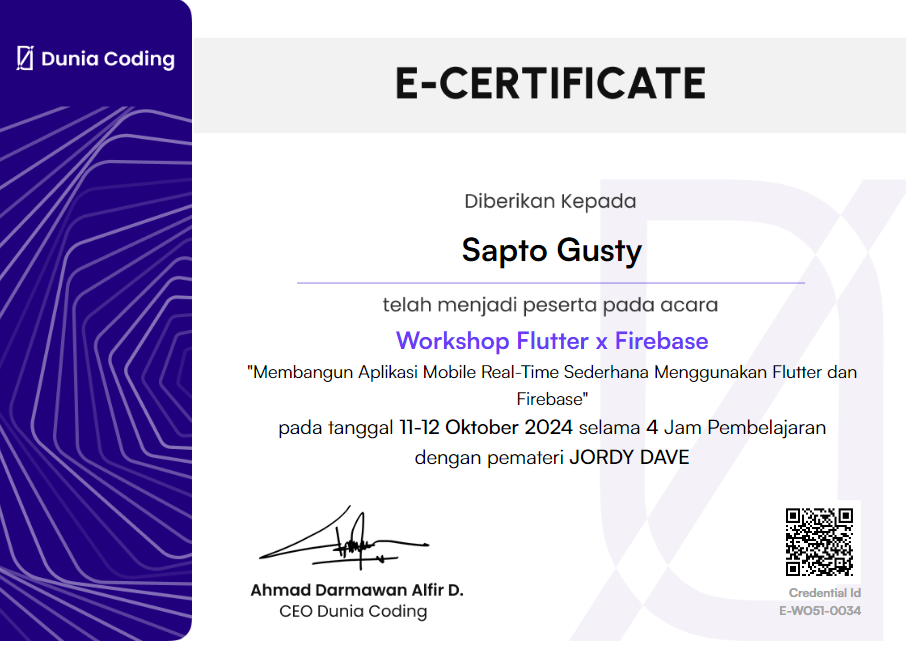 Dunia Coding
E-CERTIFICATE
Diberikan Kepada
Sapto Gusty
telah menjadi peserta pada acara
Workshop Flutter x Firebase
"Membangun Aplikasi Mobile Real-Time Sederhana Menggunakan Flutter dan
Firebase"
pada tanggal 11-12 Oktober 2024 selama 4 Jam Pembelajaran
dengan pemateri JORDY DAVE
Ahmad Darmawan Alfir D.
CEO Dunia Coding
Credential Id
E-WO51-0034